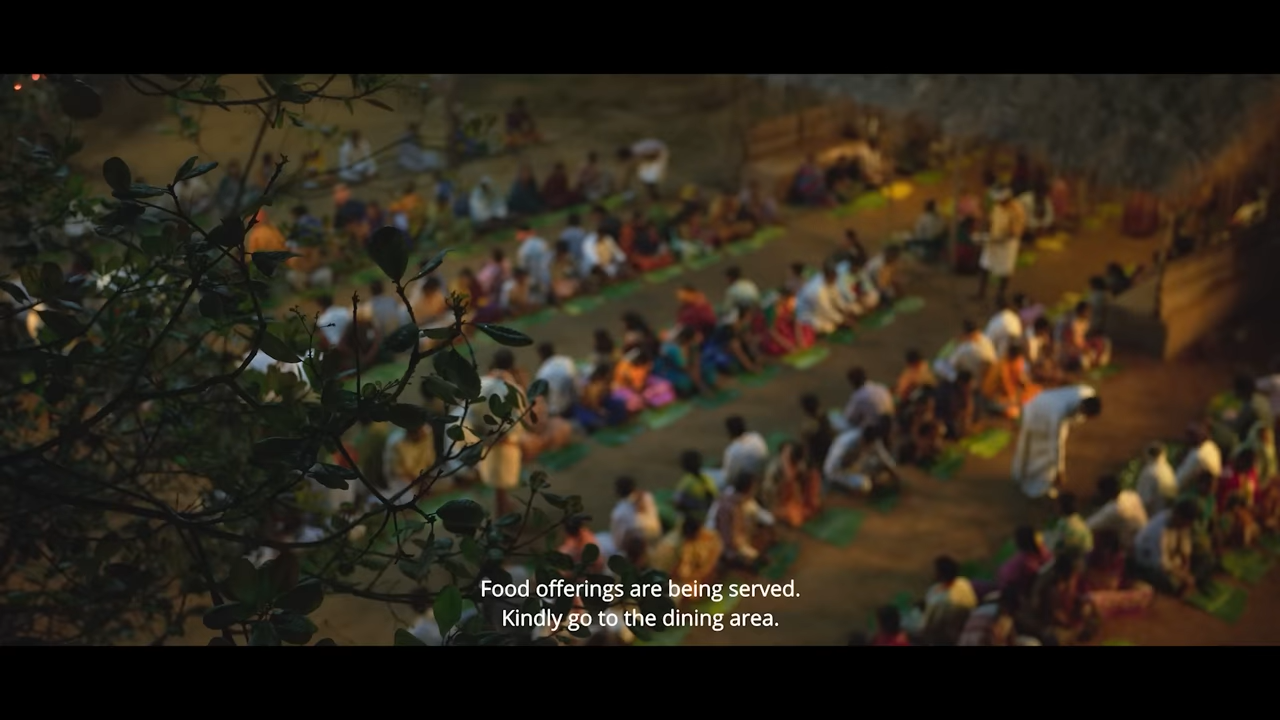 Food offerings are being served.
Kindly go to the dining area.